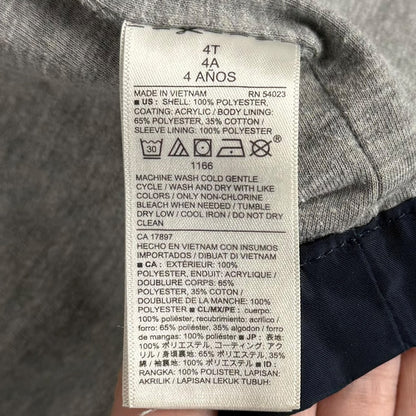 4T
4A
4 AÑOS
MADE IN VIETNAM RN 54023
■ US : SHELL: 100% POLYESTER,
COATING: ACRYLIC / BODY LINING:
65% POLYESTER, 35% COTTON /
SLEEVE LINING: 100% POLYESTER
30
1166
MACHINE WASH COLD GENTLE
CYCLE / WASH AND DRY WITH LIKE
COLORS / ONLY NON-CHLORINE
BLEACH WHEN NEEDED / TUMBLE
DRY LOW / COOL IRON / DO NOT DRY
CLEAN
CA 17897
HECHO EN VIETNAM CON INSUMOS
IMPORTADOS / DIBUAT DI VIETNAM
■ CA : EXTÉRIEUR: 100%
POLYESTER, ENDUIT: ACRYLIQUE /
DOUBLURE CORPS: 65%
POLYESTER, 35% COTON /
DOUBLURE DE LA MANCHE: 100%
POLYESTER ■ CL/MX/PE : cuerpo:
100% poliéster, recubrimiento: acrílico /
forro: 65% poliéster, 35% algodon / forro
de mangas: 100% poliéster ■ JP : 表地:
100% ポリエステル, コーティング: アクリ
ル / 身頃裏地: 65% ポリエステル, 35%
綿 / 袖裏地: 100% ポリエステル ■ ID :
RANGKA: 100% POLIESTER, LAPISAN:
AKRILIK / LAPISAN LEKUK TUBUH: